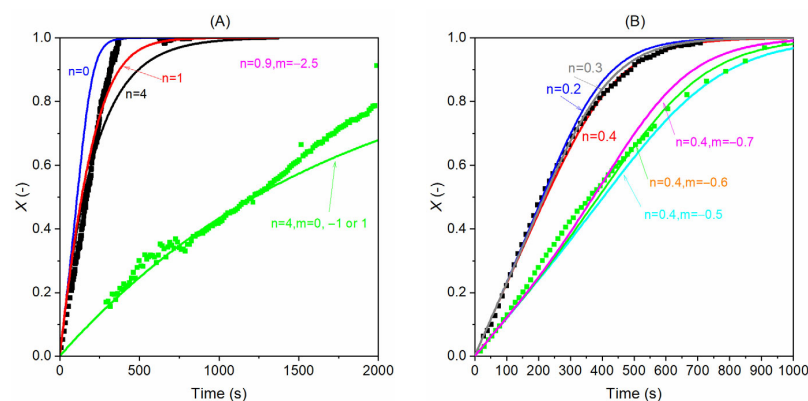 (A)
X (-)
1.0
0.8
0.6
0.4
0.2
0.0
n=0
n=1
n=4
n=0.9,m=−2.5
n=4,m=0, −1 or 1
0
500
1000
1500
2000
Time (s)
(B)
X (-)
1.0
0.8
0.6
0.4
0.2
0.0
n=0.3
n=0.2
n=0.4
n=0.4,m=−0.7
n=0.4,m=−0.6
n=0.4,m=−0.5
0 100 200 300 400 500 600 700 800 900 1000
Time (s)